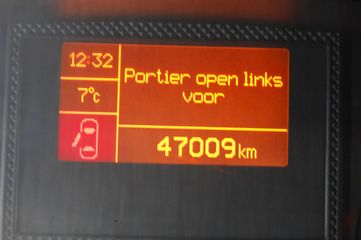 12:32
Portier open links
7°c
voor
47009km